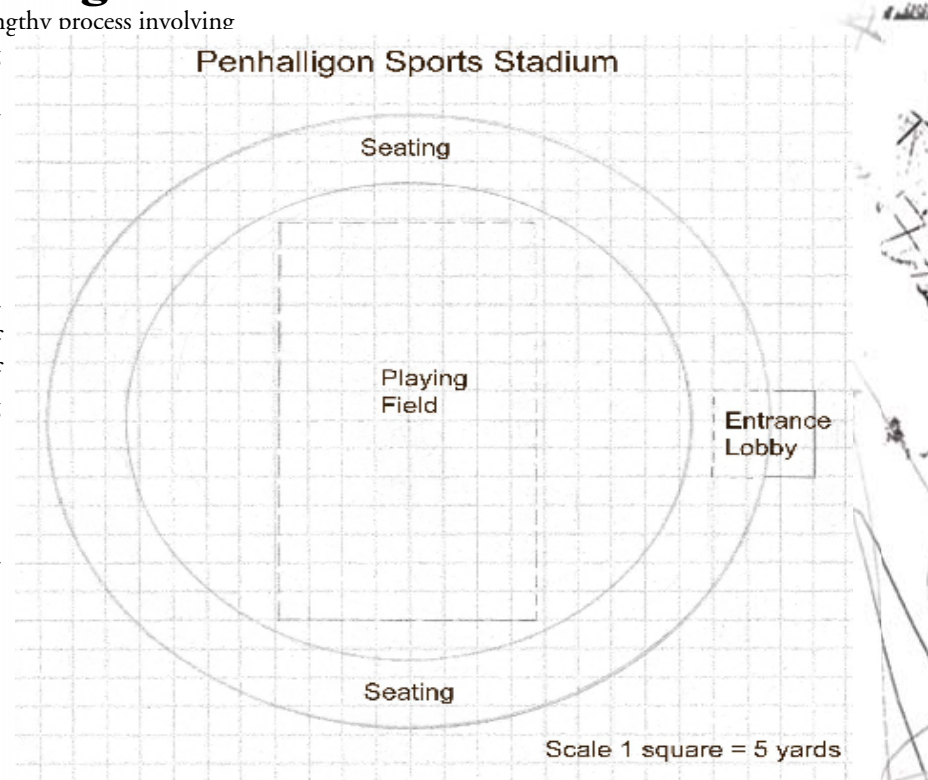 ngthy process involving
Penhalligon Sports Stadium
Seating
Playing
Field
Entrance
Lobby
Seating
Scale 1 square = 5 yards